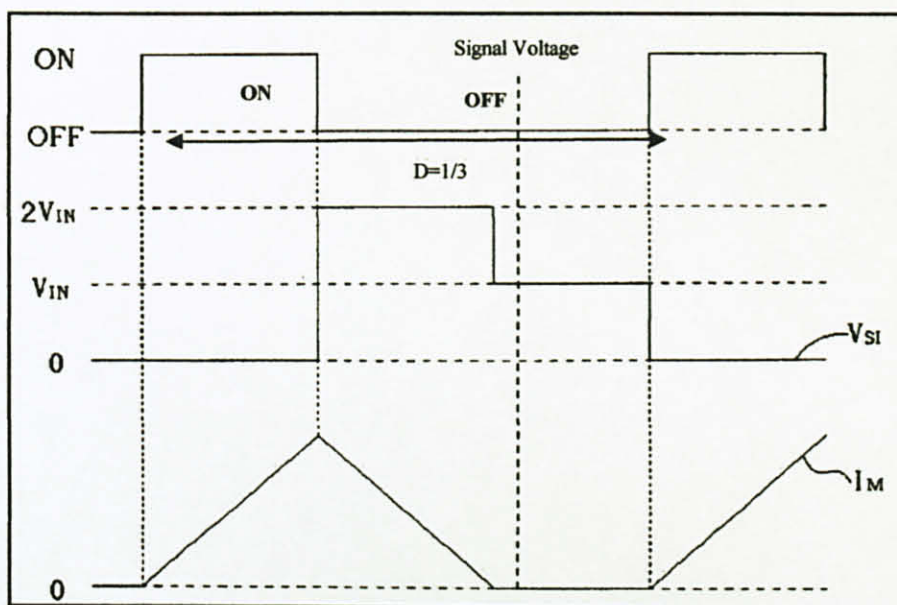 Signal Voltage
ON
ON
OFF
OFF
D=1/3
2VIN
VIN
0
VSI
IM
0